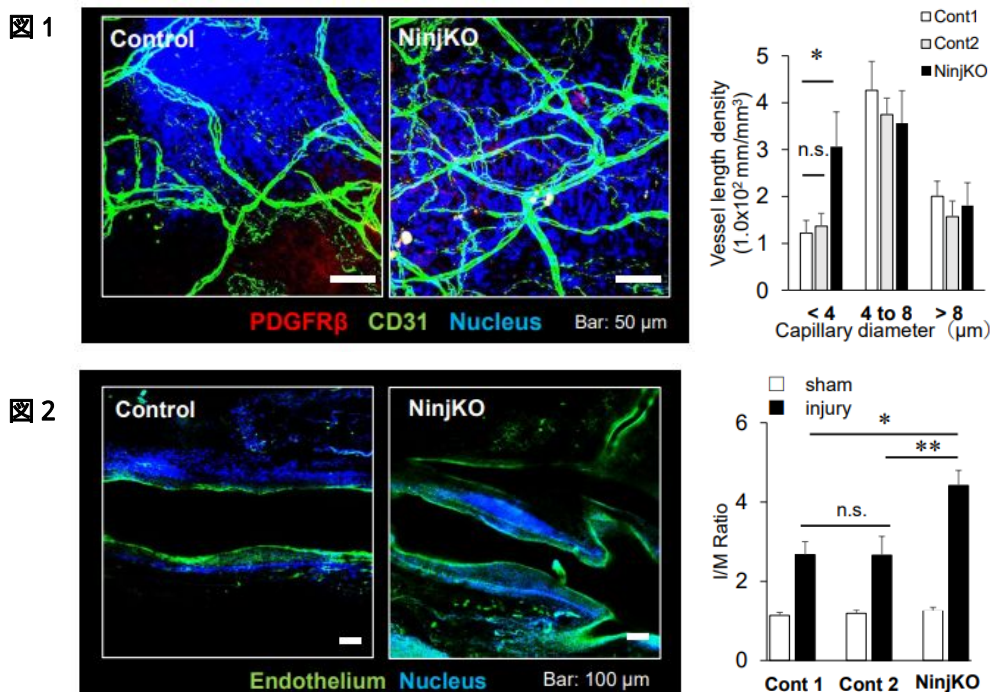 図1
Control
NinjKO
PDGFRβ CD31 Nucleus Bar: 50 µm
Cont1
Cont2
NinjKO
Vessel length density
(1.0x10² mm/mm³)
5
4
3
2
1
0
*
n.s.
< 4 4 to 8 > 8
Capillary diameter (µm)
図2
Control
NinjKO
Endothelium Nucleus Bar: 100 µm
sham
injury
I/M Ratio
6
4
2
0
*
**
n.s.
Cont 1 Cont 2 NinjKO